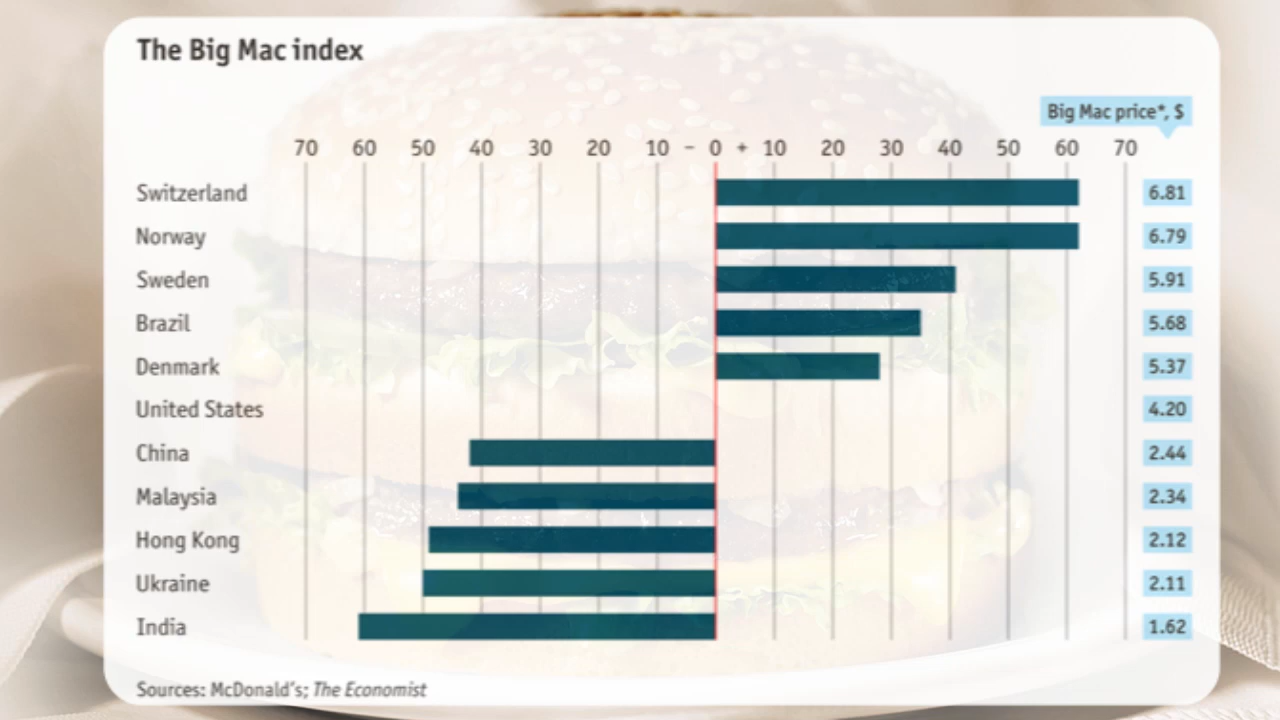 The Big Mac index
Big Mac price*, $
70 60 50 40 30 20 10 – 0 + 10 20 30 40 50 60 70
Switzerland 6.81
Norway 6.79
Sweden 5.91
Brazil 5.68
Denmark 5.37
United States 4.20
China 2.44
Malaysia 2.34
Hong Kong 2.12
Ukraine 2.11
India 1.62
Sources: McDonald's; The Economist